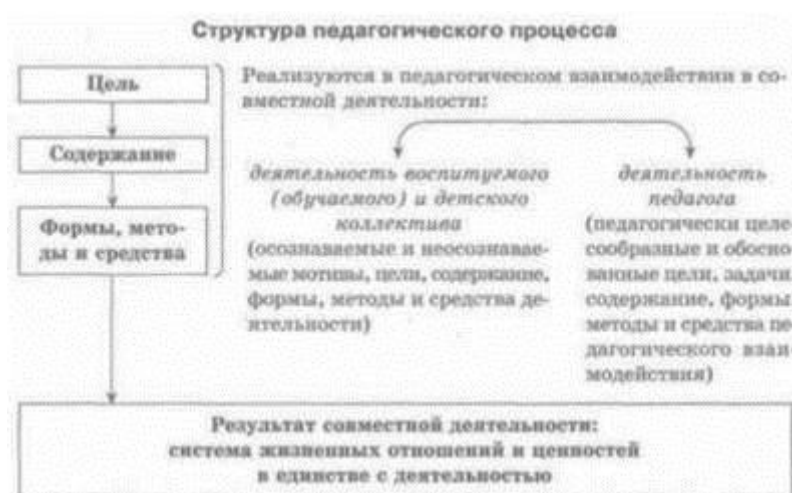 Структура педагогического процесса
Цель
Содержание
Формы, мето-
ды и средства
Реализуются в педагогическом взаимодействии в со-
вместной деятельности:
деятельность воспитуемого
(обучаемого) и детского
коллектива
(осознаваемые и неосознавае-
мые мотивы, цели, содержание,
формы, методы и средства де-
ятельности)
деятельность
педагога
(педагогически целе-
сообразные и обосно-
ванные цели, задачи
содержание, формы
методы и средства пе
дагогического взаи-
модействия)
Результат совместной деятельности:
система жизненных отношений и ценностей
в единстве с деятельностью